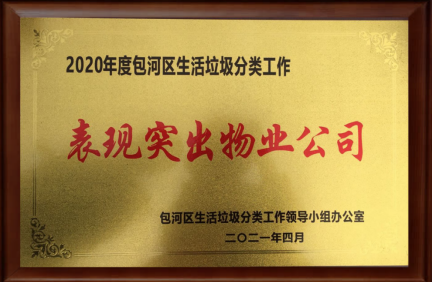 2020年度包河区生活垃圾分类工作
表现突出物业公司
包河区生活垃圾分类工作领导小组办公室
二〇二一年四月